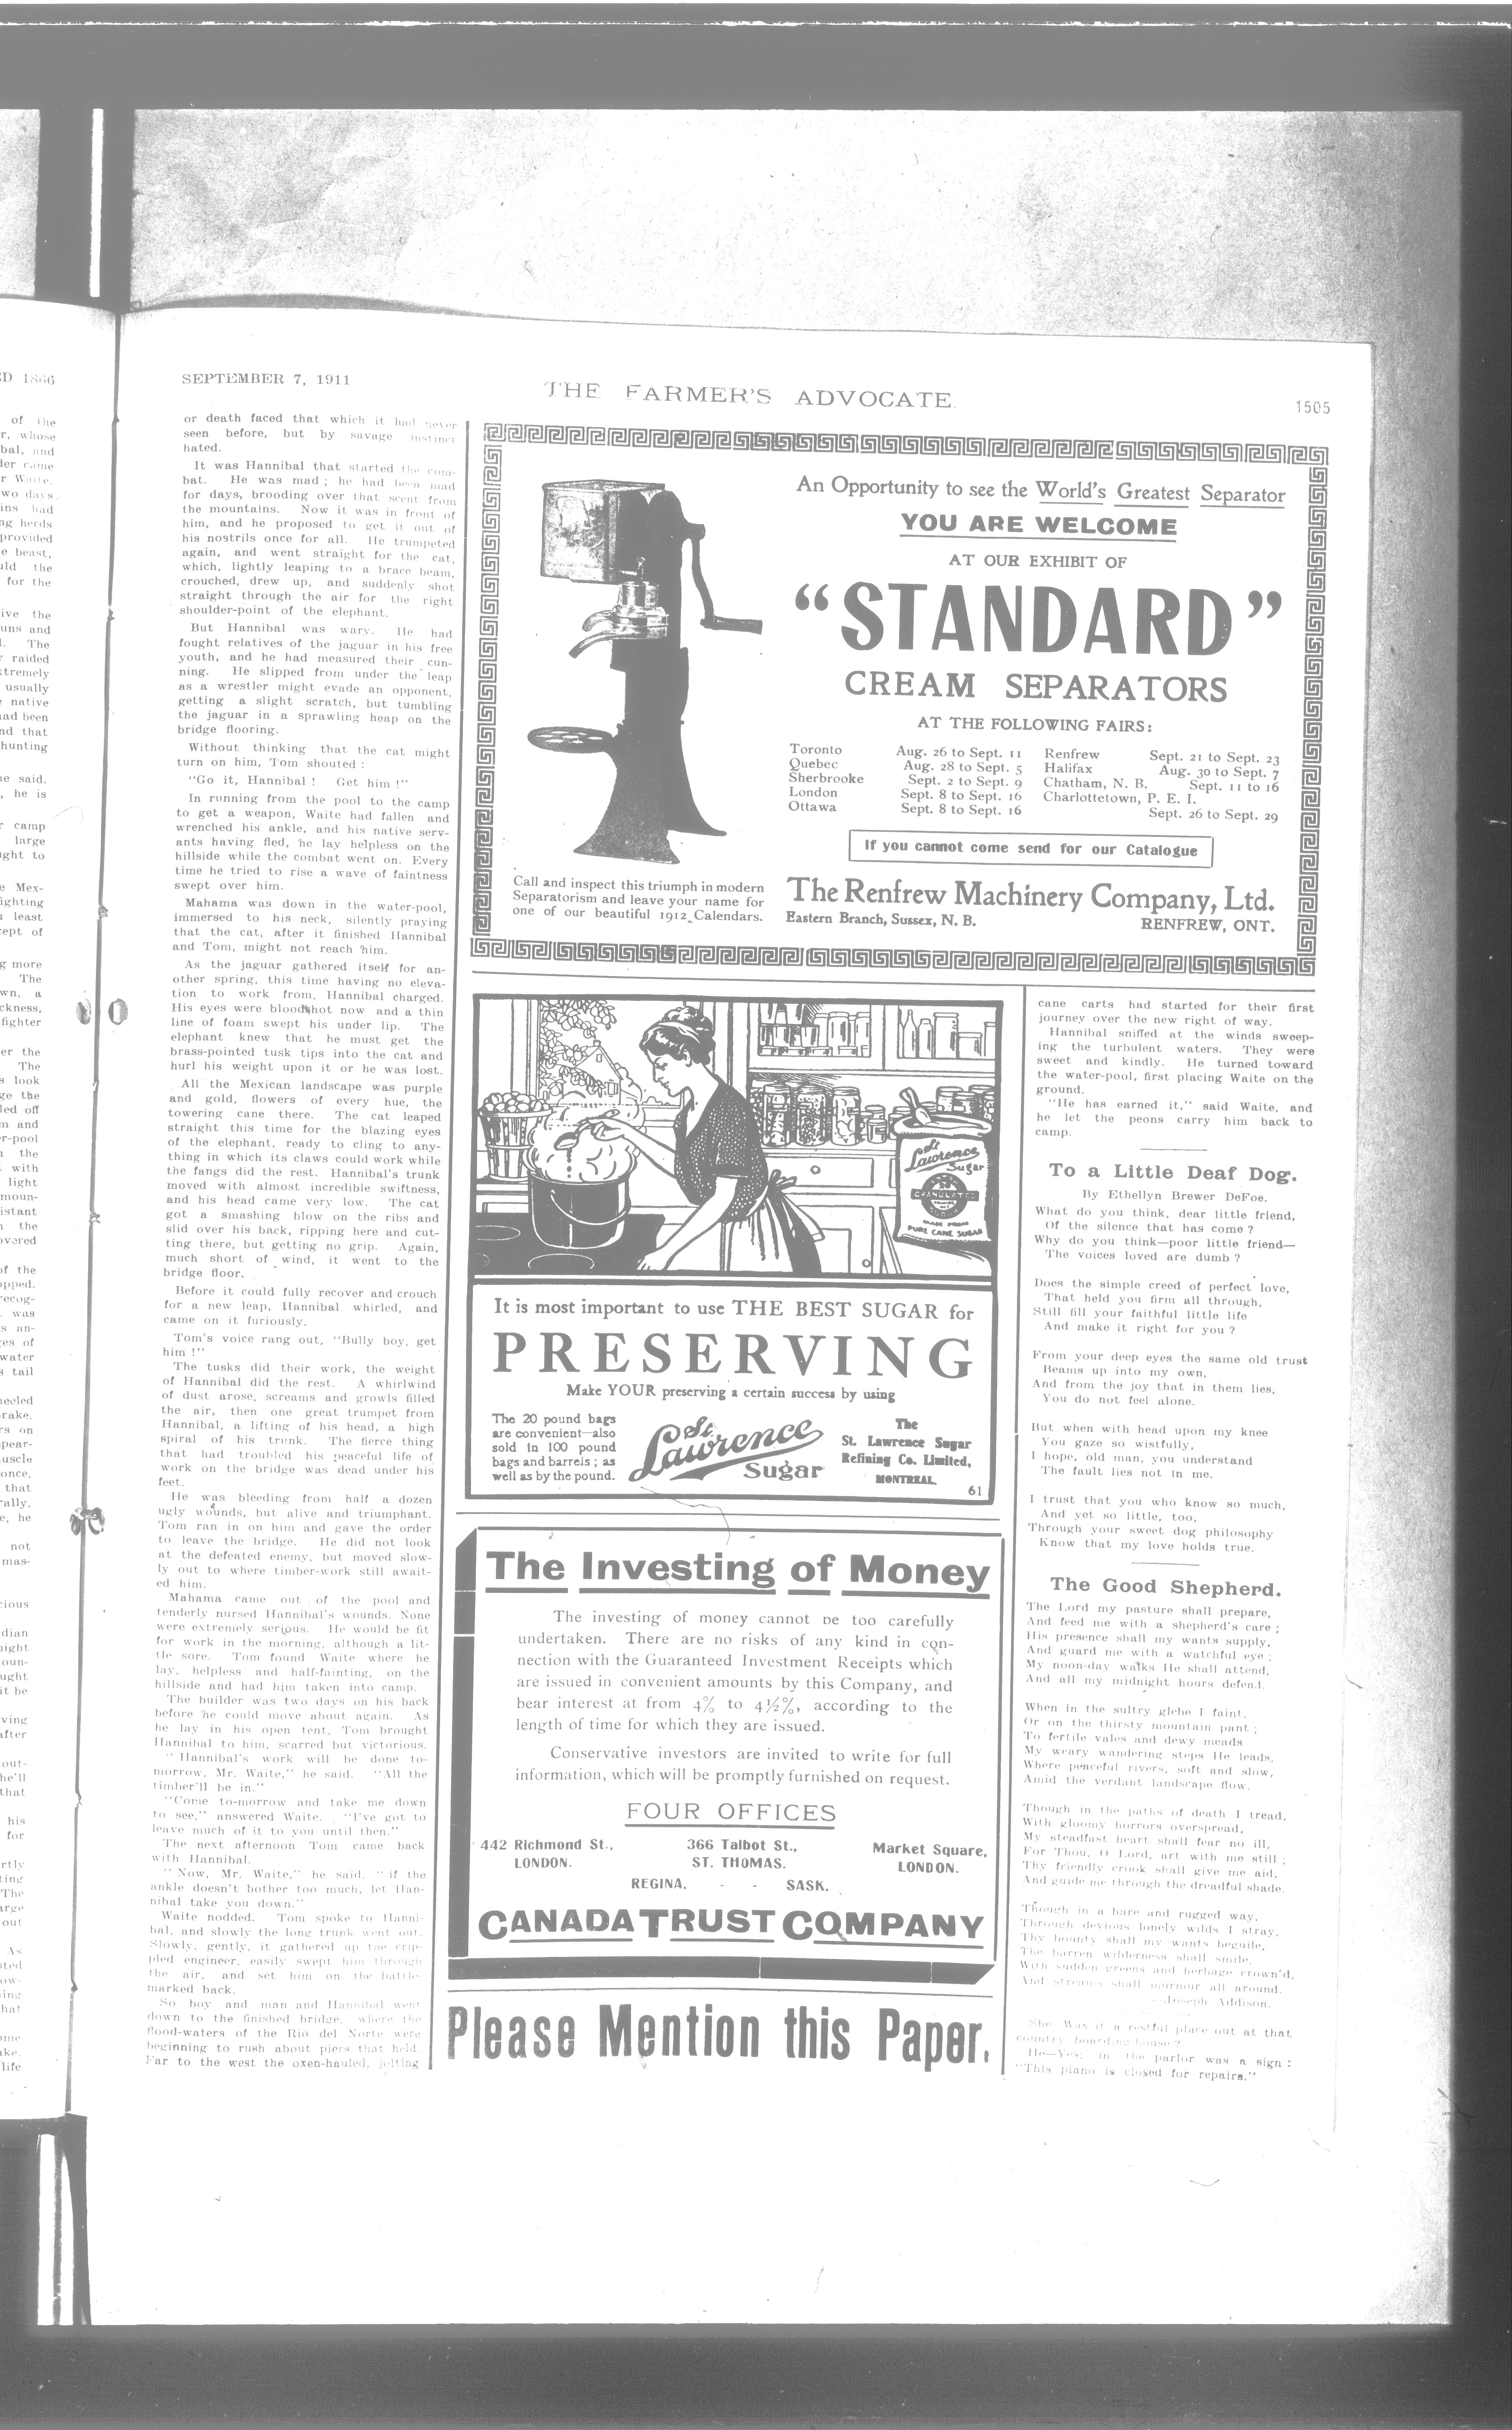 SEPTEMBER 7, 1911
THE FARMER'S ADVOCATE
1505
or death faced that which it had never
seen before, but by savage instinct
hated.
It was Hannibal that started the com-
bat. He was mad ; he had been mad
for days, brooding over that scent from
the mountains. Now it was in front of
him, and he proposed to get it out of
his nostrils once for all. He trumpeted
again, and went straight for the cat,
which, lightly leaping to a brace beam,
crouched, drew up, and suddenly shot
straight through the air for the right
shoulder-point of the elephant.
But Hannibal was wary. He had
fought relatives of the jaguar in his free
youth, and he had measured their cun-
ning. He slipped from under the leap
as a wrestler might evade an opponent,
getting a slight scratch, but tumbling
the jaguar in a sprawling heap on the
bridge flooring.
Without thinking that the cat might
turn on him, Tom shouted :
"Go it, Hannibal ! Get him !"
In running from the pool to the camp
to get a weapon, Waite had fallen and
wrenched his ankle, and his native serv-
ants having fled, he lay helpless on the
hillside while the combat went on. Every
time he tried to rise a wave of faintness
swept over him.
Mahama was down in the water-pool,
immersed to his neck, silently praying
that the cat, after it finished Hannibal
and Tom, might not reach him.
As the jaguar gathered itself for an-
other spring, this time having no eleva-
tion to work from, Hannibal charged.
His eyes were bloodshot now and a thin
line of foam swept his under lip. The
elephant knew that he must get the
brass-pointed tusk tips into the cat and
hurl his weight upon it or he was lost.
All the Mexican landscape was purple
and gold, flowers of every hue, the
towering cane there. The cat leaped
straight this time for the blazing eyes
of the elephant, ready to cling to any-
thing in which its claws could work while
the fangs did the rest. Hannibal's trunk
moved with almost incredible swiftness,
and his head came very low. The cat
got a smashing blow on the ribs and
slid over his back, ripping here and cut-
ting there, but getting no grip. Again,
much short of wind, it went to the
bridge floor.
Before it could fully recover and crouch
for a new leap, Hannibal whirled, and
came on it furiously.
Tom's voice rang out, "Bully boy, get
him !"
The tusks did their work, the weight
of Hannibal did the rest. A whirlwind
of dust arose, screams and growls filled
the air, then one great trumpet from
Hannibal, a lifting of his head, a high
spiral of his trunk. The fierce thing
that had troubled his peaceful life of
work on the bridge was dead under his
feet.
He was bleeding from half a dozen
ugly wounds, but alive and triumphant.
Tom ran in on him and gave the order
to leave the bridge. He did not look
at the defeated enemy, but moved slow-
ly out to where timber-work still await-
ed him.
Mahama came out of the pool and
tenderly nursed Hannibal's wounds. None
were extremely serious. He would be fit
for work in the morning, although a lit-
tle sore. Tom found Waite where he
lay, helpless and half-fainting, on the
hillside and had him taken into camp.
The builder was two days on his back
before he could move about again. As
he lay in his open tent, Tom brought
Hannibal to him, scarred but victorious.
"Hannibal's work will be done to-
morrow, Mr. Waite," he said. "All the
timber'll be in."
"Come to-morrow and take me down
to see," answered Waite. "I've got to
leave much of it to you until then."
The next afternoon Tom came back
with Hannibal.
"Now, Mr. Waite," he said, "if the
ankle doesn't bother too much, let Han-
nibal take you down."
Waite nodded. Tom spoke to Hanni-
bal, and slowly the long trunk went out.
Slowly, gently, it gathered up the crip-
pled engineer, easily swept him through
the air, and set him on the battle-
marked back.
So boy and man and Hannibal went
down to the finished bridge, where the
flood-waters of the Rio del Norte were
beginning to rush about piers that held.
Far to the west the oxen-hauled, jolting
An Opportunity to see the World's Greatest Separator
YOU ARE WELCOME
AT OUR EXHIBIT OF
"STANDARD"
CREAM SEPARATORS
AT THE FOLLOWING FAIRS:
Toronto Aug. 26 to Sept. 11
Quebec Aug. 28 to Sept. 5
Sherbrooke Sept. 2 to Sept. 9
London Sept. 8 to Sept. 16
Ottawa Sept. 8 to Sept. 16
Renfrew Sept. 21 to Sept. 23
Halifax Aug. 30 to Sept. 7
Chatham, N. B. Sept. 11 to 16
Charlottetown, P. E. I.
Sept. 26 to Sept. 29
If you cannot come send for our Catalogue
Call and inspect this triumph in modern
Separatorism and leave your name for
one of our beautiful 1912 Calendars.
The Renfrew Machinery Company, Ltd.
Eastern Branch, Sussex, N. B. RENFREW, ONT.
St. Lawrence Sugar
GRANULATED
MADE FROM
PURE CANE SUGAR
It is most important to use THE BEST SUGAR for
PRESERVING
Make YOUR preserving a certain success by using
The 20 pound bags
are convenient—also
sold in 100 pound
bags and barrels ; as
well as by the pound.
St. Lawrence Sugar
The
St. Lawrence Sugar
Refining Co. Limited,
MONTREAL.
61
The Investing of Money
The investing of money cannot be too carefully
undertaken. There are no risks of any kind in con-
nection with the Guaranteed Investment Receipts which
are issued in convenient amounts by this Company, and
bear interest at from 4% to 4½%, according to the
length of time for which they are issued.
Conservative investors are invited to write for full
information, which will be promptly furnished on request.
FOUR OFFICES
442 Richmond St., 366 Talbot St., Market Square,
LONDON. ST. THOMAS. LONDON.
REGINA, - - SASK.
CANADA TRUST COMPANY
Please Mention this Paper.
cane carts had started for their first
journey over the new right of way.
Hannibal sniffed at the winds sweep-
ing the turbulent waters. They were
sweet and kindly. He turned toward
the water-pool, first placing Waite on the
ground.
"He has earned it," said Waite, and
he let the peons carry him back to
camp.
To a Little Deaf Dog.
By Ethellyn Brewer DeFoe.
What do you think, dear little friend,
Of the silence that has come ?
Why do you think—poor little friend—
The voices loved are dumb ?
Does the simple creed of perfect love,
That held you firm all through,
Still fill your faithful little life
And make it right for you ?
From your deep eyes the same old trust
Beams up into my own,
And from the joy that in them lies,
You do not feel alone.
But when with head upon my knee
You gaze so wistfully,
I hope, old man, you understand
The fault lies not in me.
I trust that you who know so much,
And yet so little, too,
Through your sweet dog philosophy
Know that my love holds true.
The Good Shepherd.
The Lord my pasture shall prepare,
And feed me with a shepherd's care ;
His presence shall my wants supply,
And guard me with a watchful eye ;
My noon-day walks He shall attend,
And all my midnight hours defend.
When in the sultry glebe I faint,
Or on the thirsty mountain pant ;
To fertile vales and dewy meads
My weary wandering steps He leads,
Where peaceful rivers, soft and slow,
Amid the verdant landscape flow.
Though in the paths of death I tread,
With gloomy horrors overspread,
My steadfast heart shall fear no ill,
For Thou, O Lord, art with me still ;
Thy friendly crook shall give me aid,
And guide me through the dreadful shade.
Though in a bare and rugged way,
Through devious lonely wilds I stray,
Thy bounty shall my wants beguile,
The barren wilderness shall smile,
With sudden greens and herbage crown'd,
And streams shall murmur all around.
—Joseph Addison.
She—Was it a restful place out at that
country boarding-house ?
He—Yes; in the parlor was a sign :
"This piano is closed for repairs."